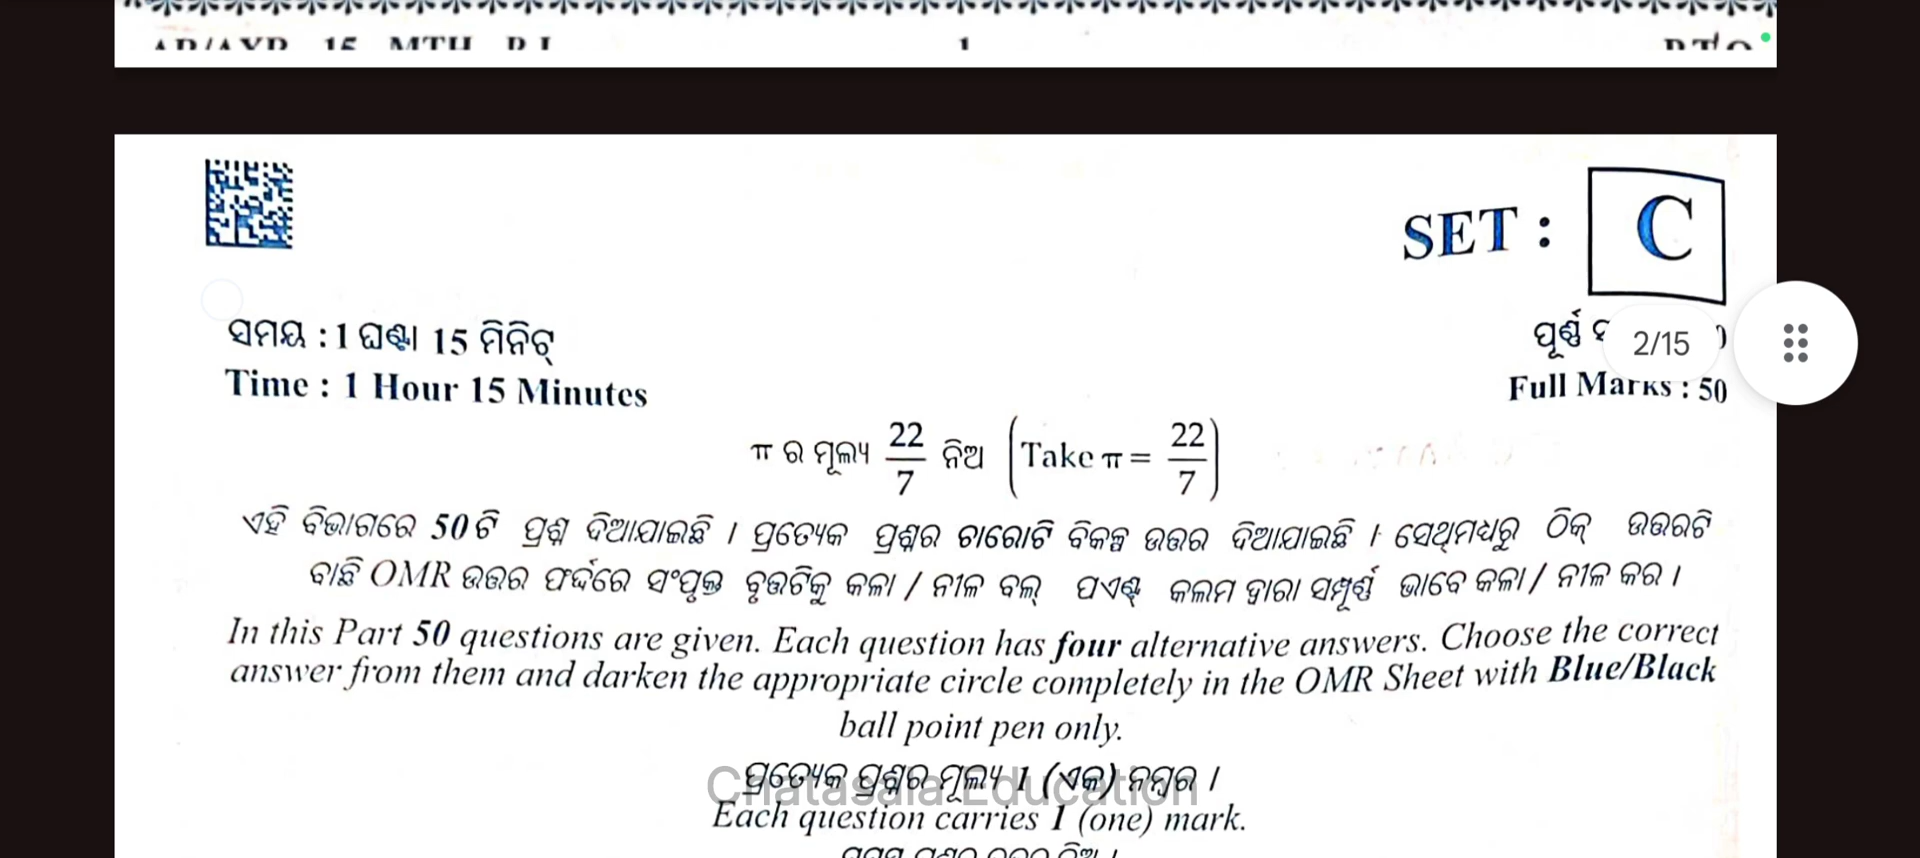 1
SET : C
ସମୟ : 1 ଘଣ୍ଟା 15 ମିନିଟ୍
ପୂର୍ଣ୍ଣ
2/15
Time : 1 Hour 15 Minutes
Full Marks : 50
π ର ମୂଲ୍ୟ 22/7 ନିଅ (Take π = 22/7)
ଏହି ବିଭାଗରେ 50ଟି ପ୍ରଶ୍ନ ଦିଆଯାଇଛି । ପ୍ରତ୍ୟେକ ପ୍ରଶ୍ନର ଚାରୋଟି ବିକଳ୍ପ ଉତ୍ତର ଦିଆଯାଇଛି । ସେଥିମଧ୍ୟରୁ ଠିକ୍ ଉତ୍ତରଟି
ବାଛି OMR ଉତ୍ତର ଫର୍ଦ୍ଦରେ ସଂପୃକ୍ତ ବୃତ୍ତଟିକୁ କଳା / ନୀଳ ବଲ୍ ପଏଣ୍ଟ୍ କଲମ ଦ୍ୱାରା ସମ୍ପୂର୍ଣ୍ଣ ଭାବେ କଳା / ନୀଳ କର ।
In this Part 50 questions are given. Each question has four alternative answers. Choose the correct
answer from them and darken the appropriate circle completely in the OMR Sheet with Blue/Black
ball point pen only.
ପ୍ରତ୍ୟେକ ପ୍ରଶ୍ନର ମୂଲ୍ୟ 1 (ଏକ) ନମ୍ବର ।
Chatasala Education
Each question carries 1 (one) mark.